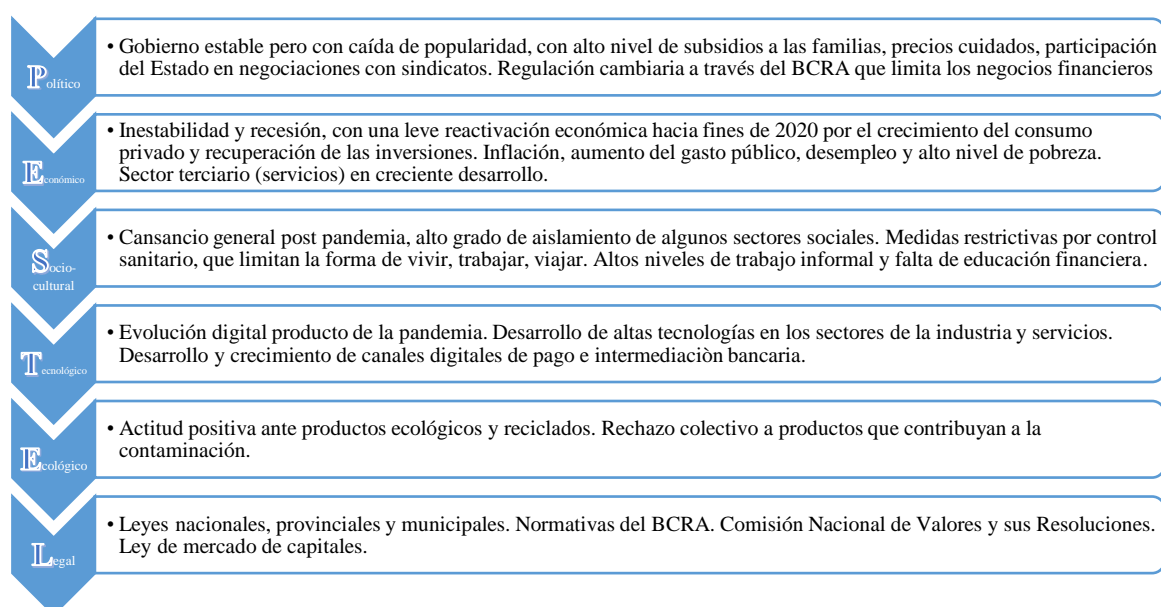 Político
• Gobierno estable pero con caída de popularidad, con alto nivel de subsidios a las familias, precios cuidados, participación
del Estado en negociaciones con sindicatos. Regulación cambiaria a través del BCRA que limita los negocios financieros
Económico
• Inestabilidad y recesión, con una leve reactivación económica hacia fines de 2020 por el crecimiento del consumo
privado y recuperación de las inversiones. Inflación, aumento del gasto público, desempleo y alto nivel de pobreza.
Sector terciario (servicios) en creciente desarrollo.
Socio-
cultural
• Cansancio general post pandemia, alto grado de aislamiento de algunos sectores sociales. Medidas restrictivas por control
sanitario, que limitan la forma de vivir, trabajar, viajar. Altos niveles de trabajo informal y falta de educación financiera.
Tecnológico
• Evolución digital producto de la pandemia. Desarrollo de altas tecnologías en los sectores de la industria y servicios.
Desarrollo y crecimiento de canales digitales de pago e intermediaciòn bancaria.
Ecológico
• Actitud positiva ante productos ecológicos y reciclados. Rechazo colectivo a productos que contribuyan a la
contaminación.
Legal
• Leyes nacionales, provinciales y municipales. Normativas del BCRA. Comisión Nacional de Valores y sus Resoluciones.
Ley de mercado de capitales.